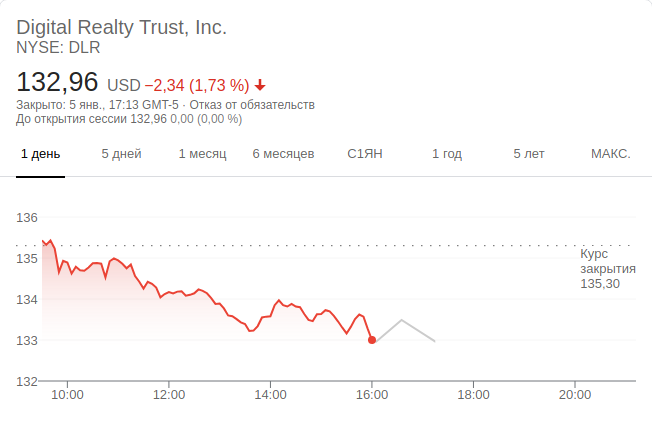 Digital Realty Trust, Inc.
NYSE: DLR
132,96 USD −2,34 (1,73 %)
Закрыто: 5 янв., 17:13 GMT-5 · Отказ от обязательств
До открытия сессии 132,96 0,00 (0,00 %)
1 день 5 дней 1 месяц 6 месяцев С1ЯН 1 год 5 лет МАКС.
136
135
134
133
132
Курс
закрытия
135,30
10:00 12:00 14:00 16:00 18:00 20:00